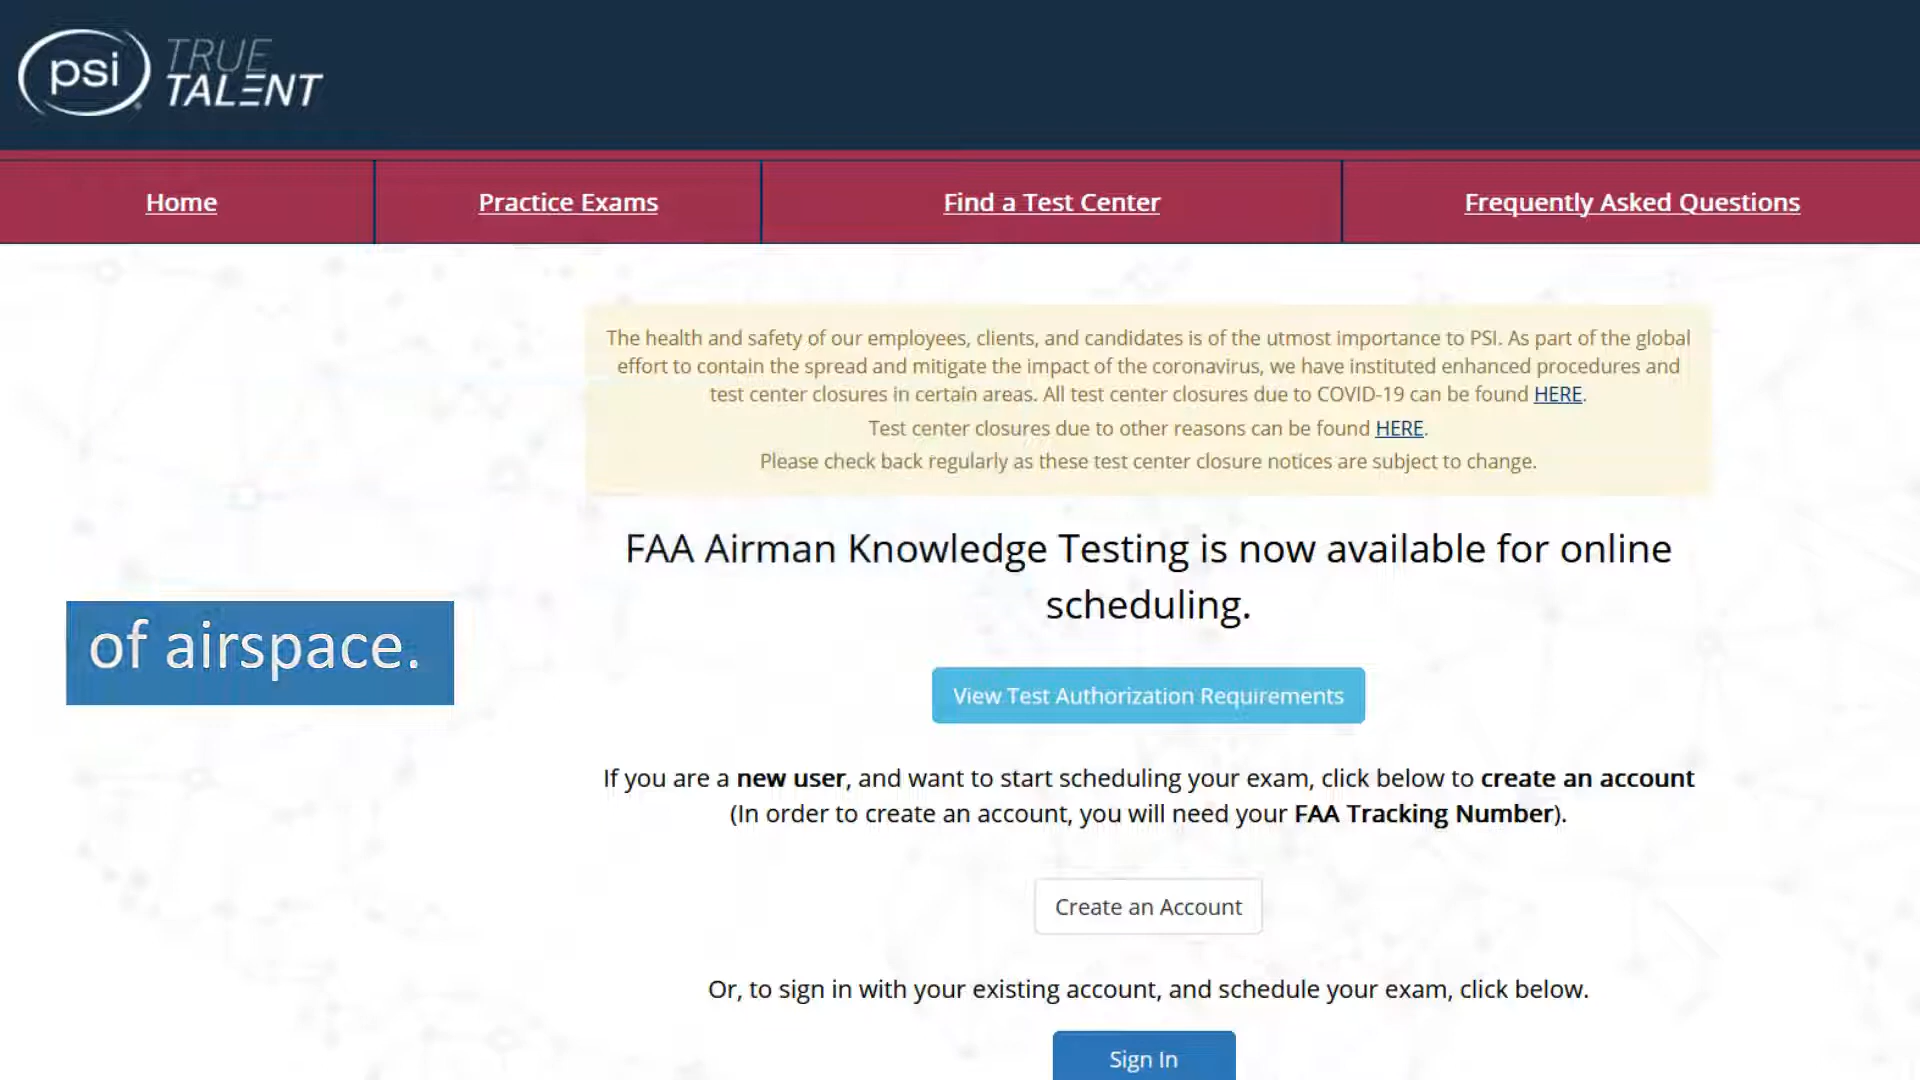 psi TRUE
TALENT
Home
Practice Exams
Find a Test Center
Frequently Asked Questions
The health and safety of our employees, clients, and candidates is of the utmost importance to PSI. As part of the global
effort to contain the spread and mitigate the impact of the coronavirus, we have instituted enhanced procedures and
test center closures in certain areas. All test center closures due to COVID-19 can be found HERE.
Test center closures due to other reasons can be found HERE.
Please check back regularly as these test center closure notices are subject to change.
FAA Airman Knowledge Testing is now available for online
scheduling.
of airspace.
View Test Authorization Requirements
If you are a new user, and want to start scheduling your exam, click below to create an account
(In order to create an account, you will need your FAA Tracking Number).
Create an Account
Or, to sign in with your existing account, and schedule your exam, click below.
Sign In